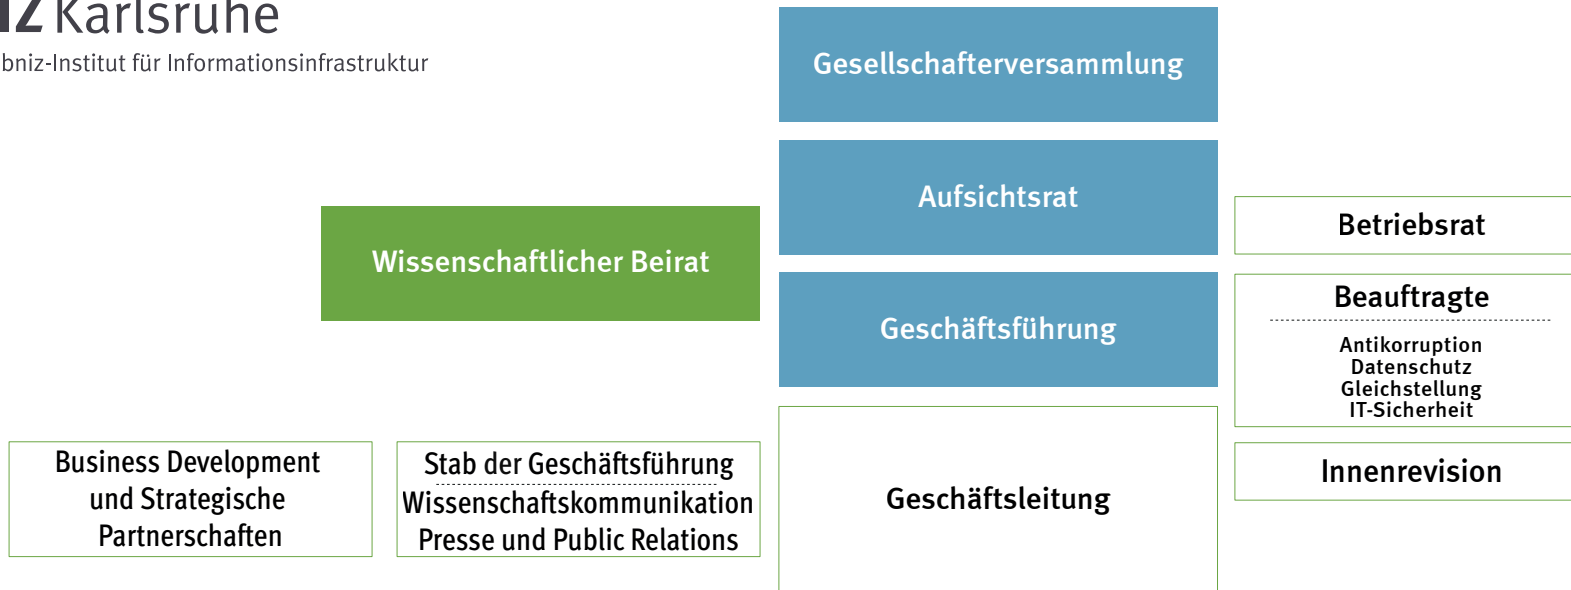 Karlsruhe
bniz-Institut für Informationsinfrastruktur
Gesellschafterversammlung
Aufsichtsrat
Wissenschaftlicher Beirat
Geschäftsführung
Betriebsrat
Beauftragte
Antikorruption
Datenschutz
Gleichstellung
IT-Sicherheit
Business Development
und Strategische
Partnerschaften
Stab der Geschäftsführung
Wissenschaftskommunikation
Presse und Public Relations
Geschäftsleitung
Innenrevision